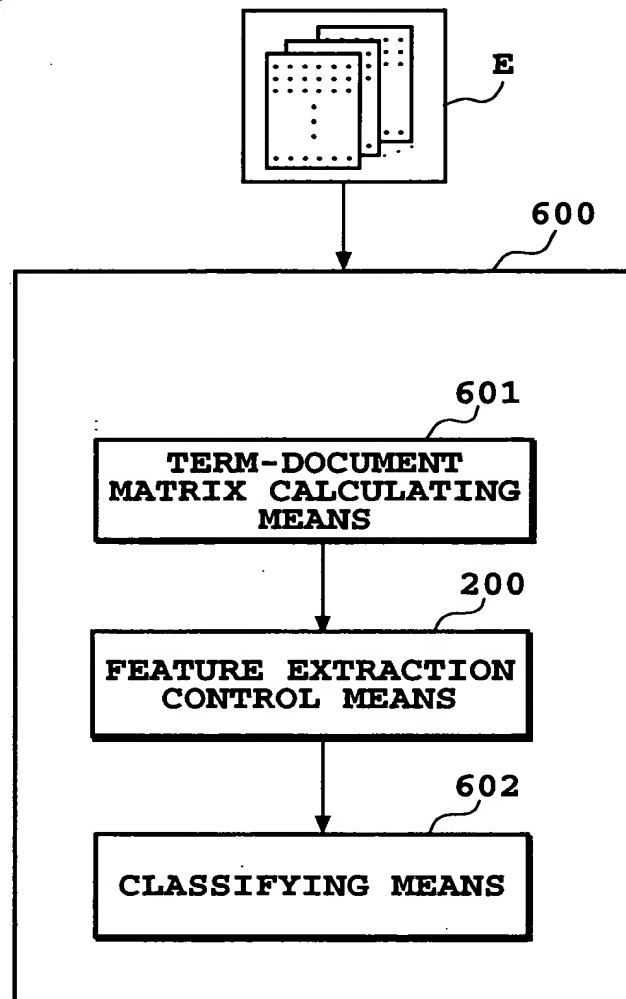 E
600
601
TERM-DOCUMENT
MATRIX CALCULATING
MEANS
200
FEATURE EXTRACTION
CONTROL MEANS
602
CLASSIFYING MEANS